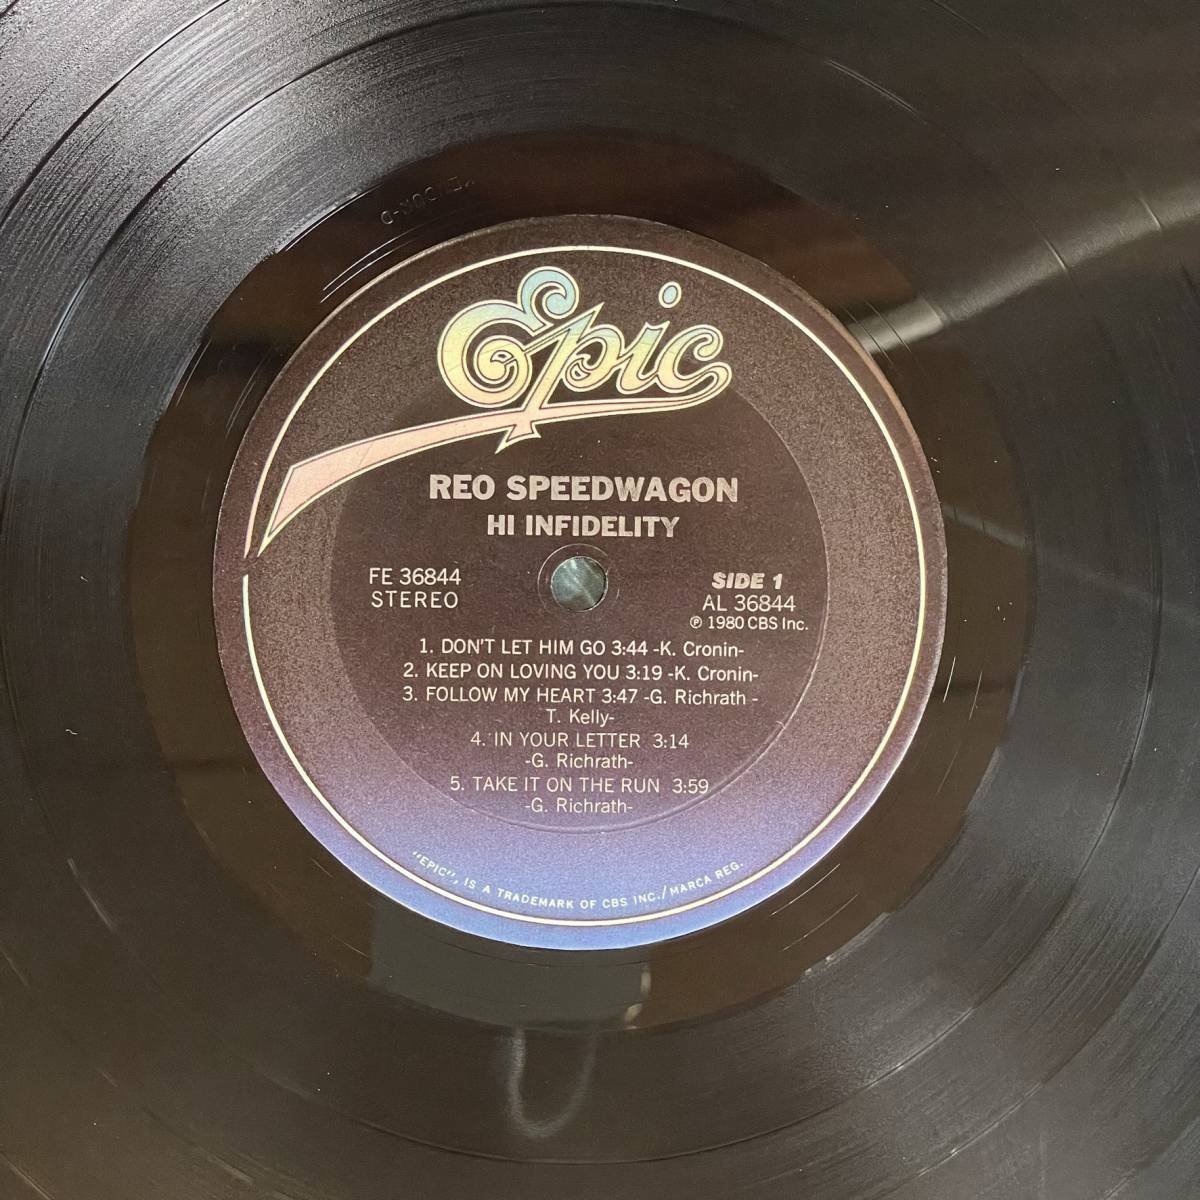 Epic
REO SPEEDWAGON
HI INFIDELITY
FE 36844
STEREO
SIDE 1
AL 36844
℗ 1980 CBS Inc.
1. DON'T LET HIM GO 3:44 -K. Cronin-
2. KEEP ON LOVING YOU 3:19 -K. Cronin-
3. FOLLOW MY HEART 3:47 -G. Richrath -
T. Kelly-
4. IN YOUR LETTER 3:14
-G. Richrath-
5. TAKE IT ON THE RUN 3:59
-G. Richrath-
"EPIC", IS A TRADEMARK OF CBS INC./MARCA REG.